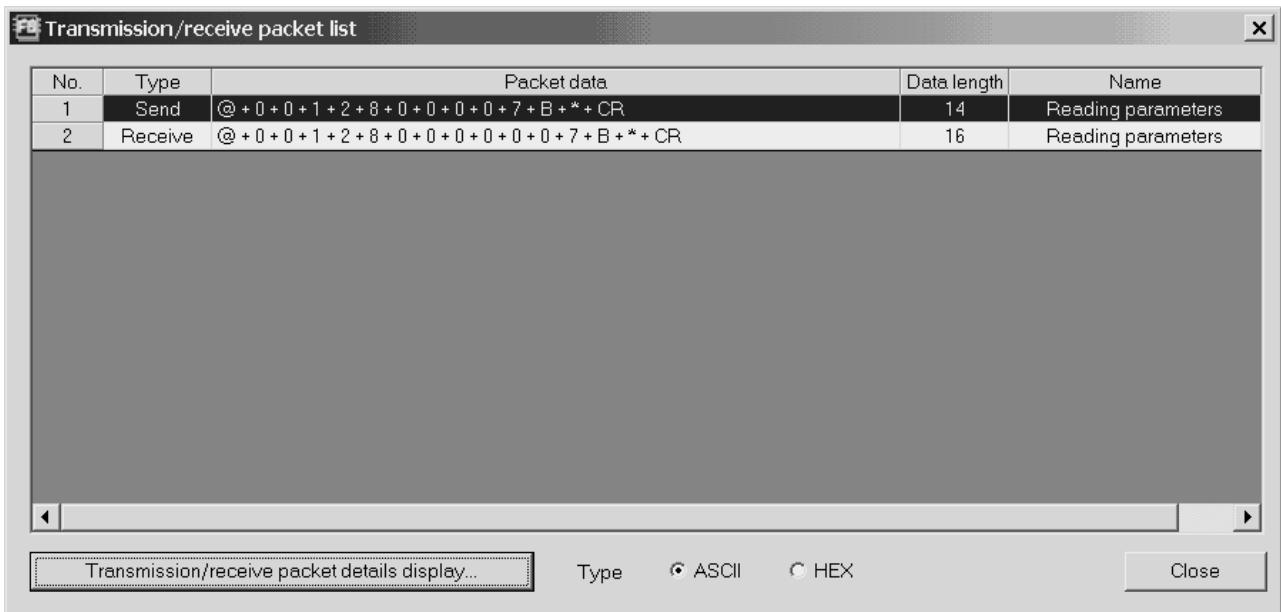 FB Transmission/receive packet list
No. Type Packet data Data length Name
1 Send @ + 0 + 0 + 1 + 2 + 8 + 0 + 0 + 0 + 0 + 7 + B + * + CR 14 Reading parameters
2 Receive @ + 0 + 0 + 1 + 2 + 8 + 0 + 0 + 0 + 0 + 0 + 0 + 7 + B + * + CR 16 Reading parameters
Transmission/receive packet details display... Type ASCII HEX Close